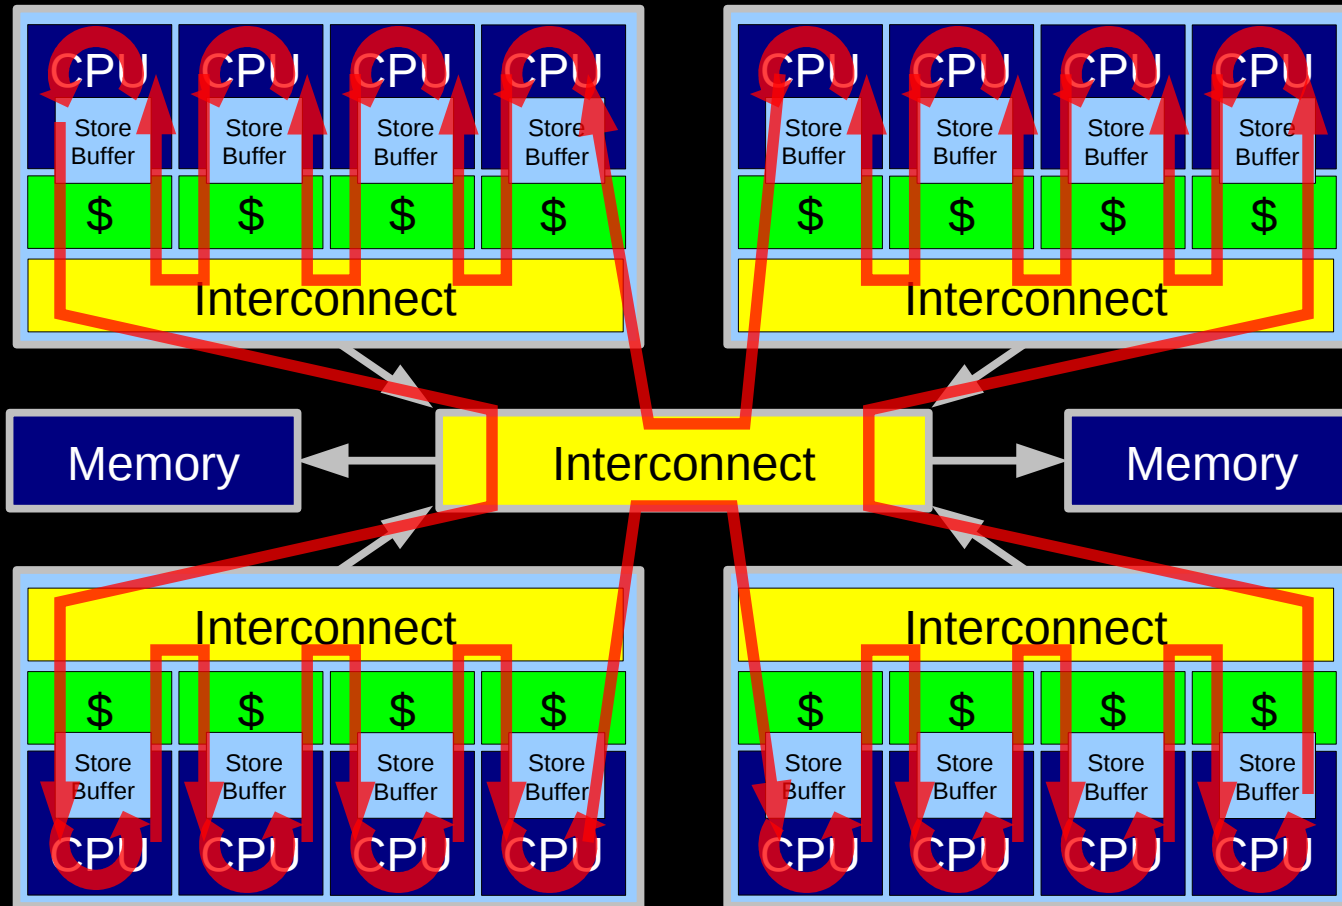 CPU CPU CPU CPU CPU CPU CPU CPU
Store Store Store Store Store Store Store Store
Buffer Buffer Buffer Buffer Buffer Buffer Buffer Buffer
$ $ $ $ $ $ $ $
Interconnect Interconnect
Memory Interconnect Memory
Interconnect Interconnect
$ $ $ $ $ $ $ $
Store Store Store Store Store Store Store Store
Buffer Buffer Buffer Buffer Buffer Buffer Buffer Buffer
CPU CPU CPU CPU CPU CPU CPU CPU